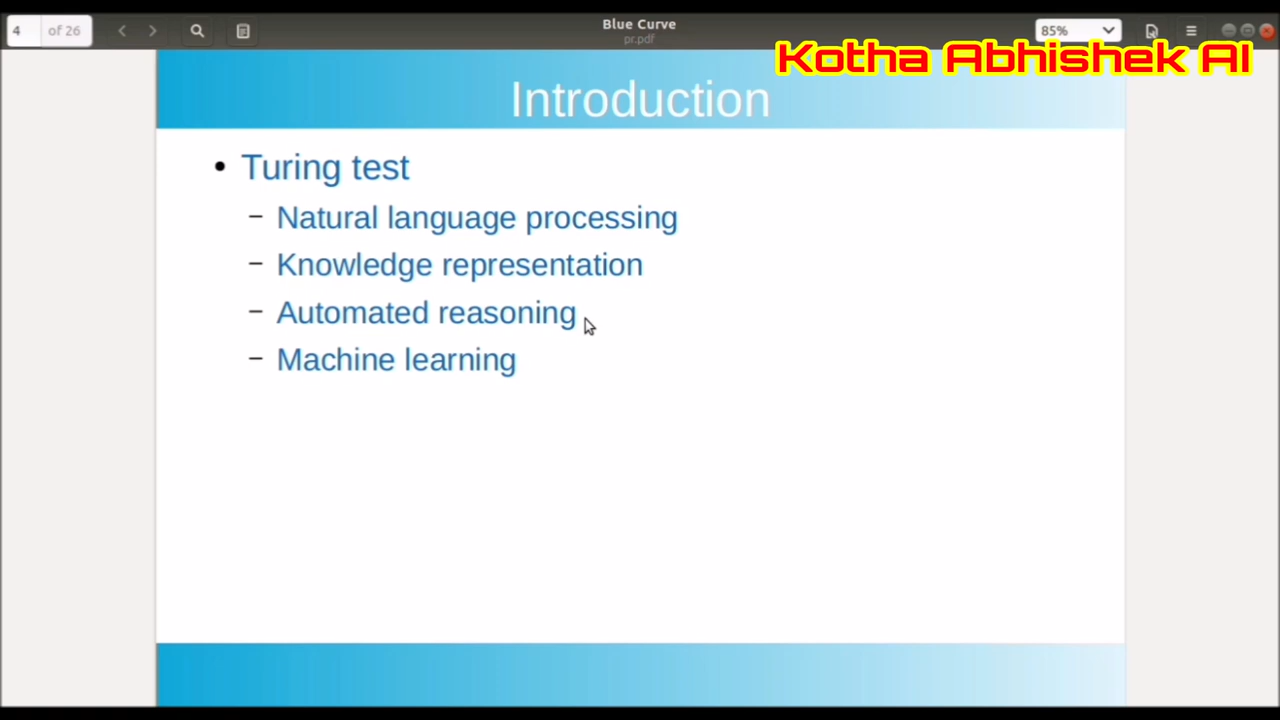 4 of 26
Blue Curve
pr.pdf
85%
Kotha Abhishek AI
Introduction
• Turing test
– Natural language processing
– Knowledge representation
– Automated reasoning
– Machine learning